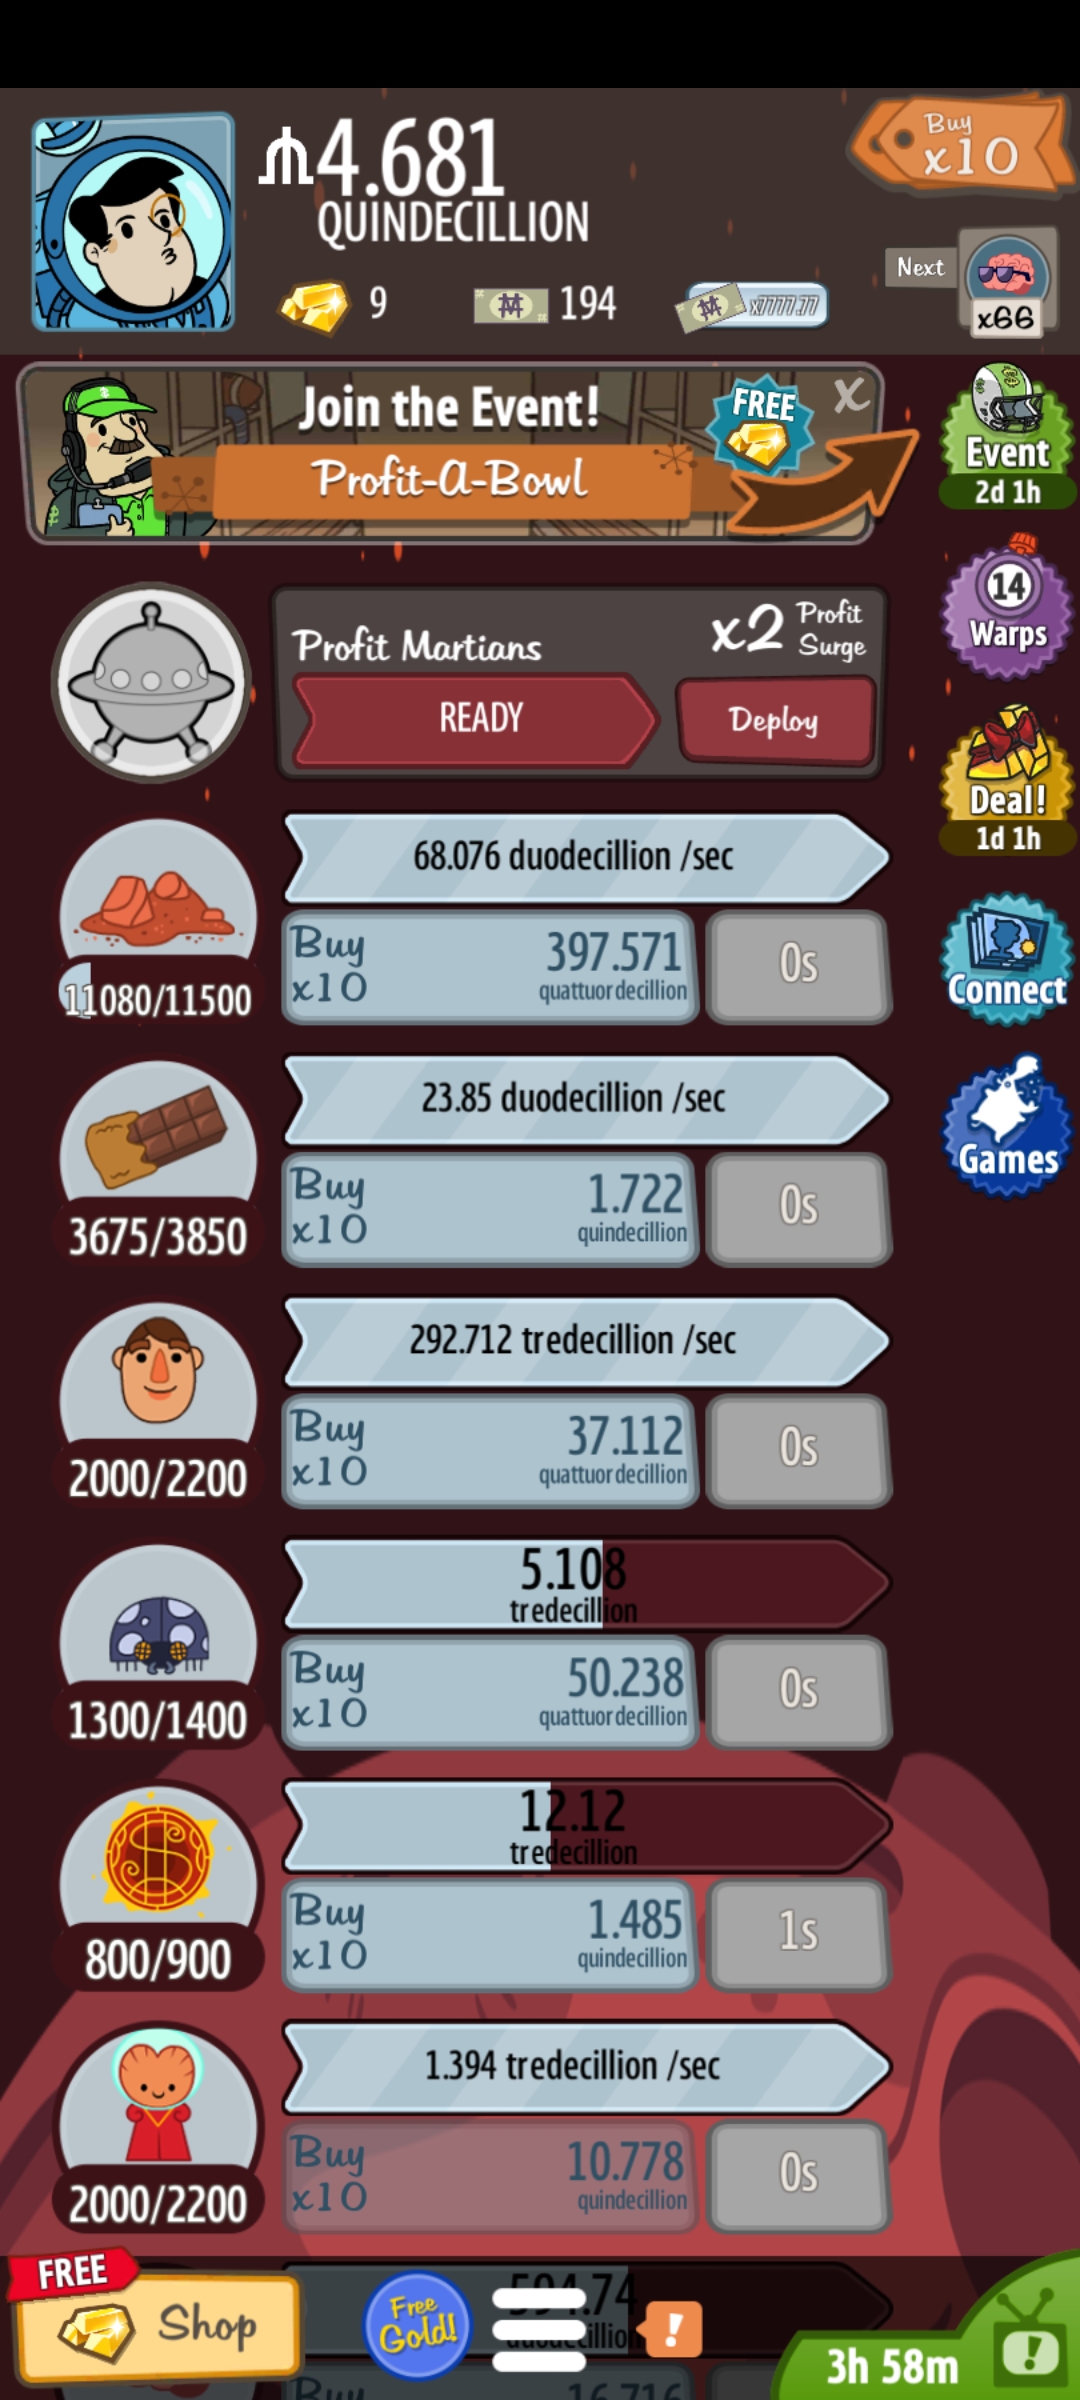 4.681
QUINDECILLION
Buy
x10
9
194
x7777.77
Next
x66
Join the Event!
Profit-A-Bowl
FREE
X
Event
2d 1h
14
Warps
Deal!
1d 1h
Connect
Games
Profit Martians
x2 Profit Surge
READY
Deploy
68.076 duodecillion /sec
11080/11500
Buy x10
397.571
quattuordecillion
0s
23.85 duodecillion /sec
3675/3850
Buy x10
1.722
quindecillion
0s
292.712 tredecillion /sec
2000/2200
Buy x10
37.112
quattuordecillion
0s
5.108
tredecillion
1300/1400
Buy x10
50.238
quattuordecillion
0s
12.12
tredecillion
800/900
Buy x10
1.485
quindecillion
1s
1.394 tredecillion /sec
2000/2200
Buy x10
10.778
quindecillion
0s
FREE
Shop
Free
Gold!
!
3h 58m
!
Buy
16.716